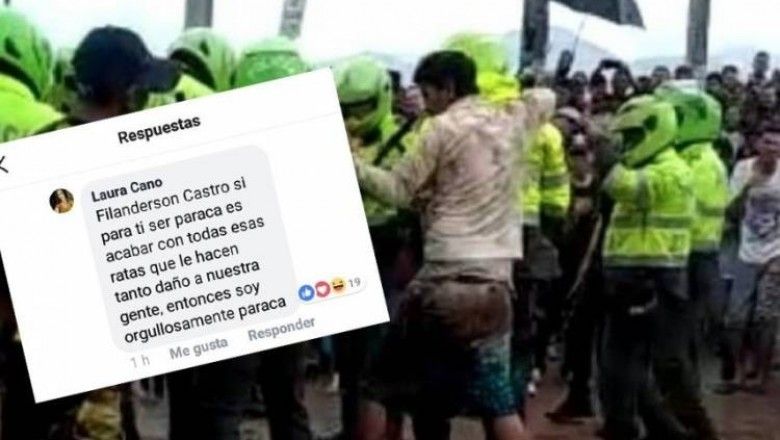 Respuestas
Laura Cano
Filanderson Castro si
para ti ser paraca es
acabar con todas esas
ratas que le hacen
tanto daño a nuestra
gente, entonces soy
orgullosamente paraca
19
1 h Me gusta Responder